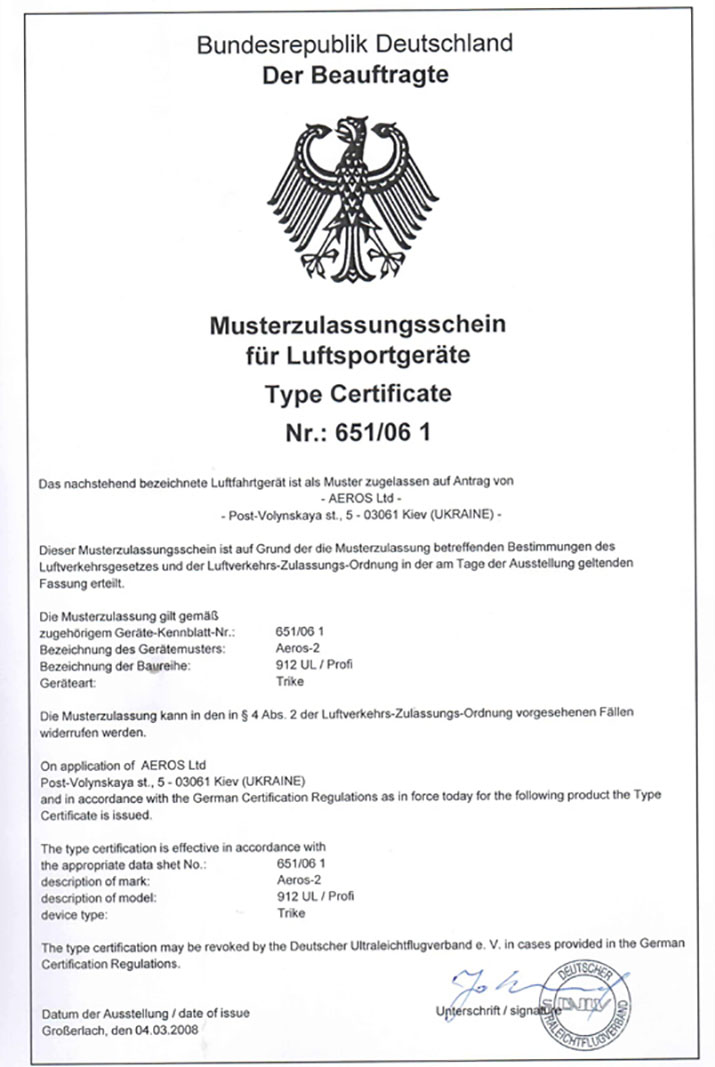 Bundesrepublik Deutschland
Der Beauftragte
Musterzulassungsschein
für Luftsportgeräte
Type Certificate
Nr.: 651/06 1
Das nachstehend bezeichnete Luftfahrtgerät ist als Muster zugelassen auf Antrag von
- AEROS Ltd -
- Post-Volynskaya st., 5 - 03061 Kiev (UKRAINE) -
Dieser Musterzulassungsschein ist auf Grund der die Musterzulassung betreffenden Bestimmungen des
Luftverkehrsgesetzes und der Luftverkehrs-Zulassungs-Ordnung in der am Tage der Ausstellung geltenden
Fassung erteilt.
Die Musterzulassung gilt gemäß
zugehörigem Geräte-Kennblatt-Nr.: 651/06 1
Bezeichnung des Gerätemusters: Aeros-2
Bezeichnung der Baureihe: 912 UL / Profi
Geräteart: Trike
Die Musterzulassung kann in den in § 4 Abs. 2 der Luftverkehrs-Zulassungs-Ordnung vorgesehenen Fällen
widerrufen werden.
On application of AEROS Ltd
Post-Volynskaya st., 5 - 03061 Kiev (UKRAINE)
and in accordance with the German Certification Regulations as in force today for the following product the Type
Certificate is issued.
The type certification is effective in accordance with
the appropriate data shet No.: 651/06 1
description of mark: Aeros-2
description of model: 912 UL / Profi
device type: Trike
The type certification may be revoked by the Deutscher Ultraleichtflugverband e. V. in cases provided in the German
Certification Regulations.
Datum der Ausstellung / date of issue
Großerlach, den 04.03.2008
Unterschrift / signature
DEUTSCHER
ULTRALEICHTFLUGVERBAND